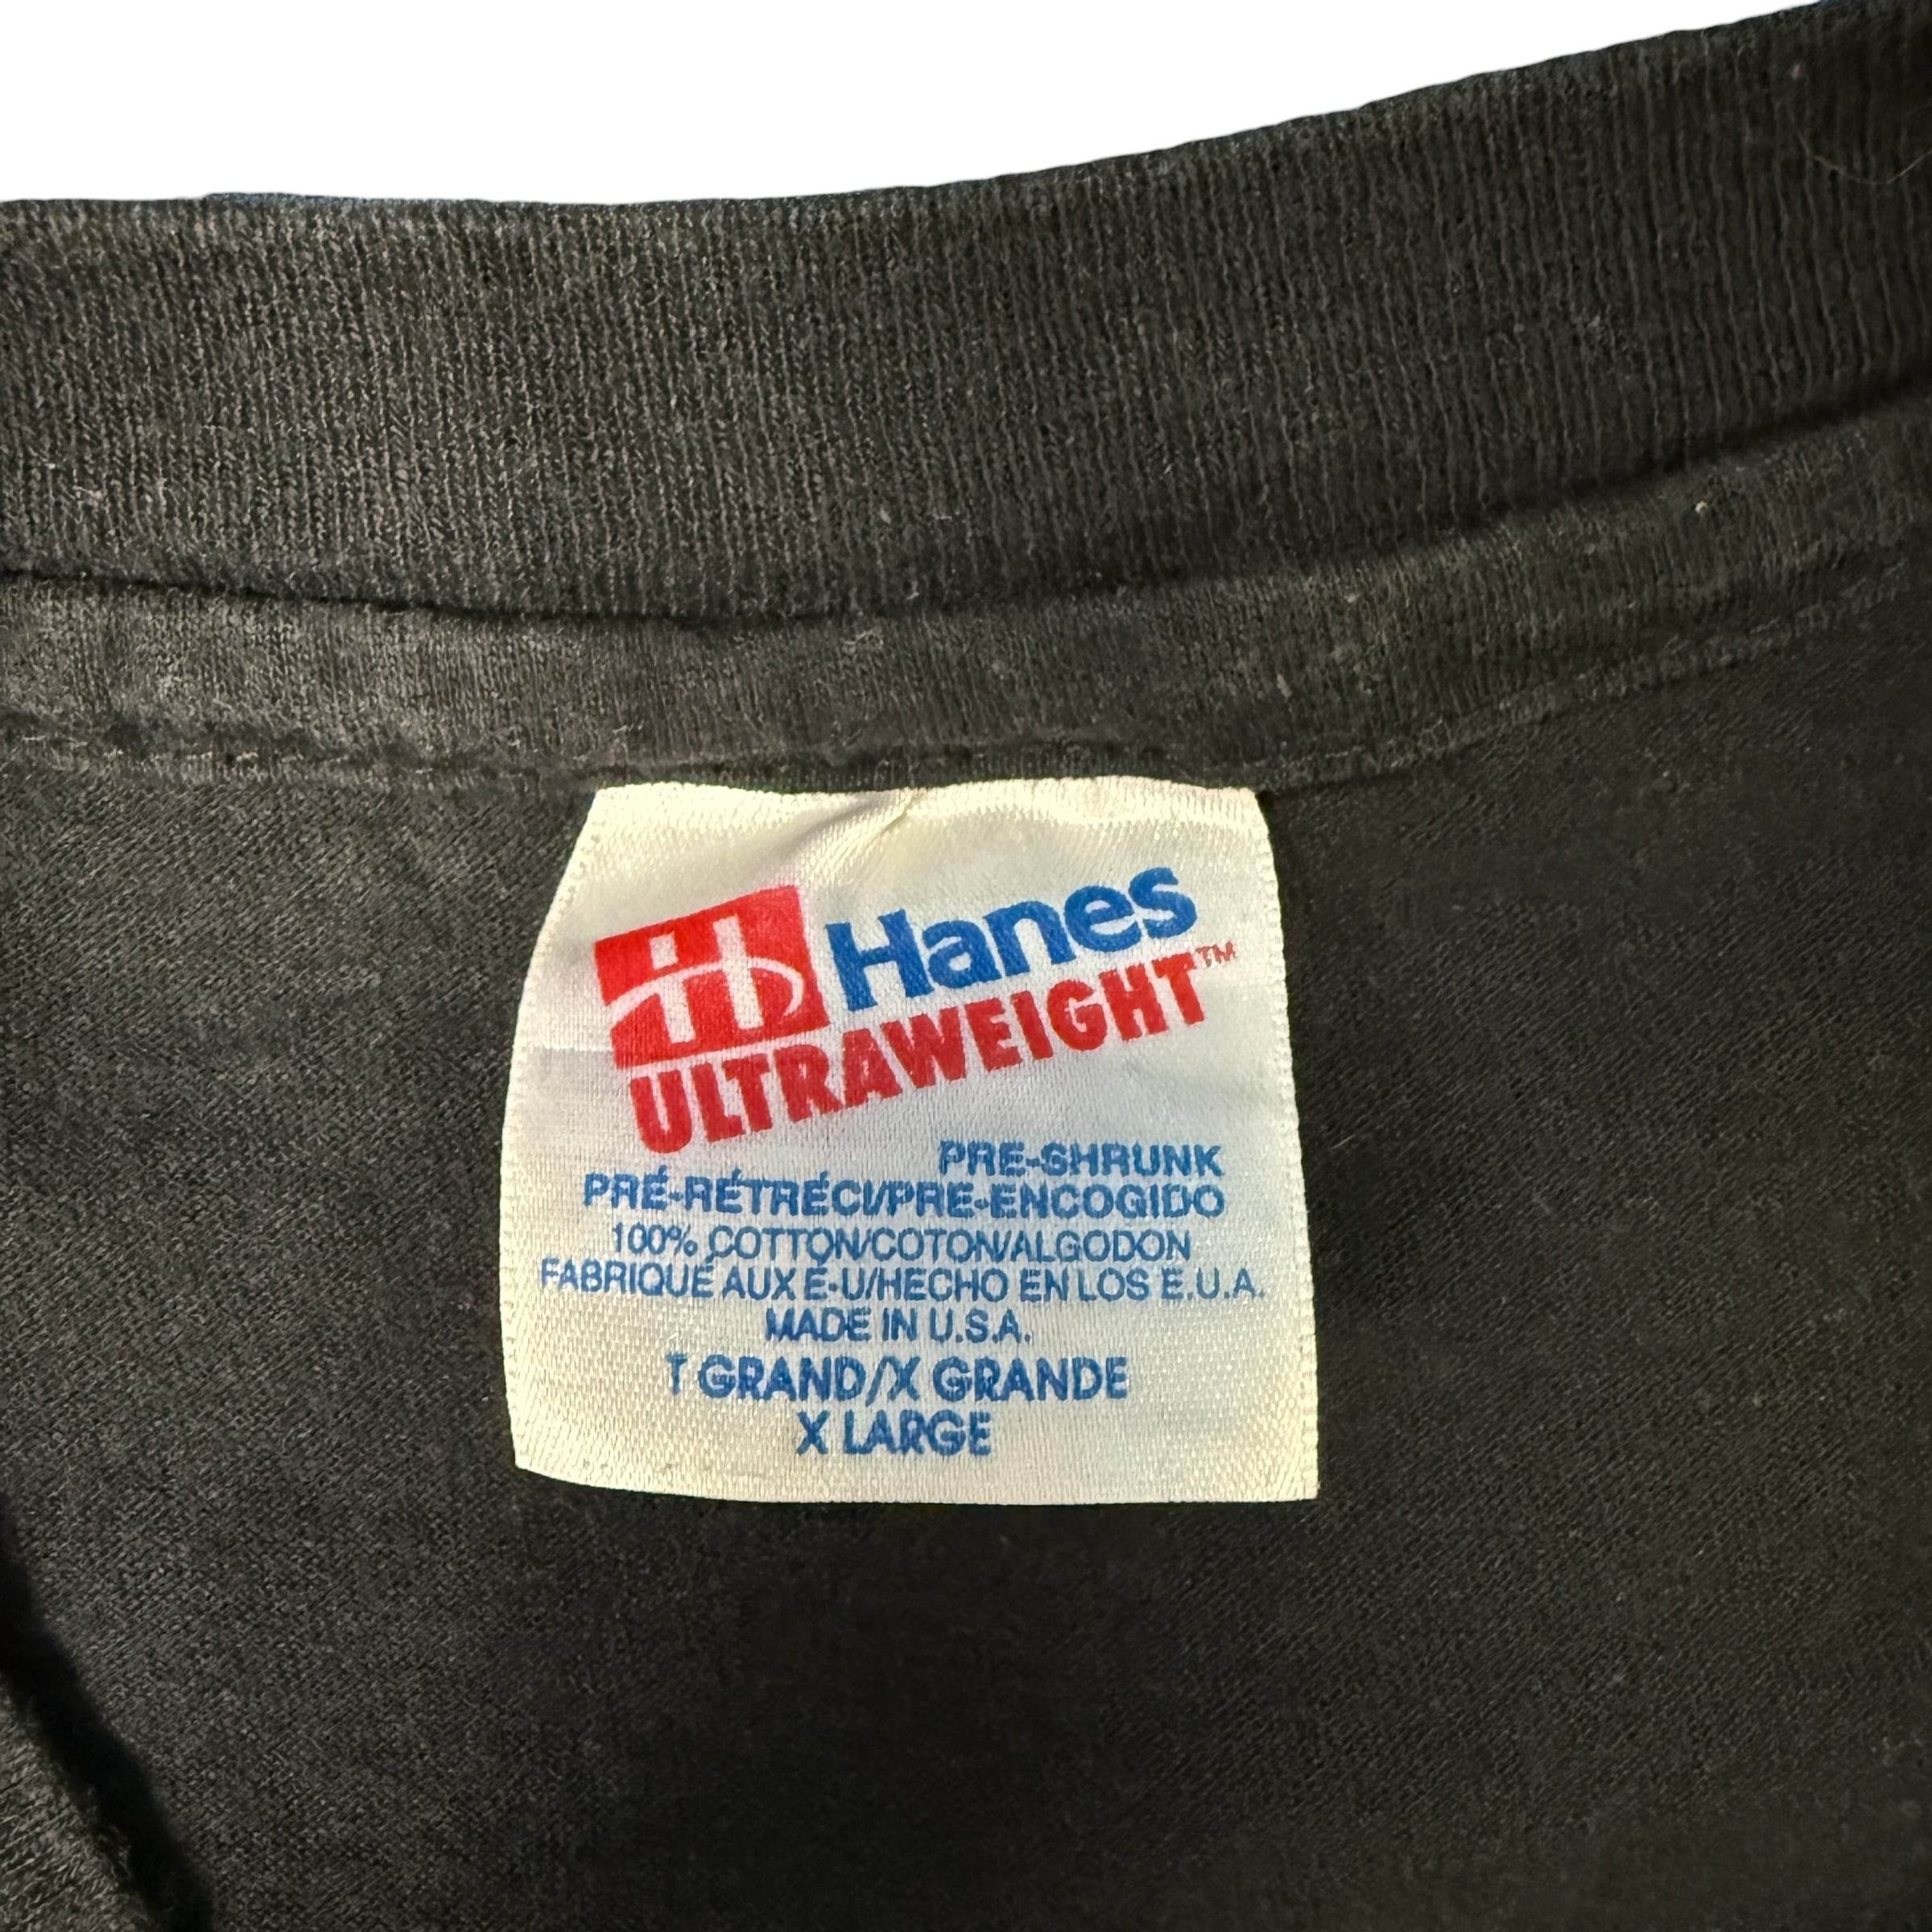 H Hanes
ULTRAWEIGHT™
PRE-SHRUNK
PRÉ-RÉTRÉCI/PRE-ENCOGIDO
100% COTTON/COTON/ALGODON
FABRIQUÉ AUX É-U/HECHO EN LOS E.U.A.
MADE IN U.S.A.
T GRAND/X GRANDE
X LARGE